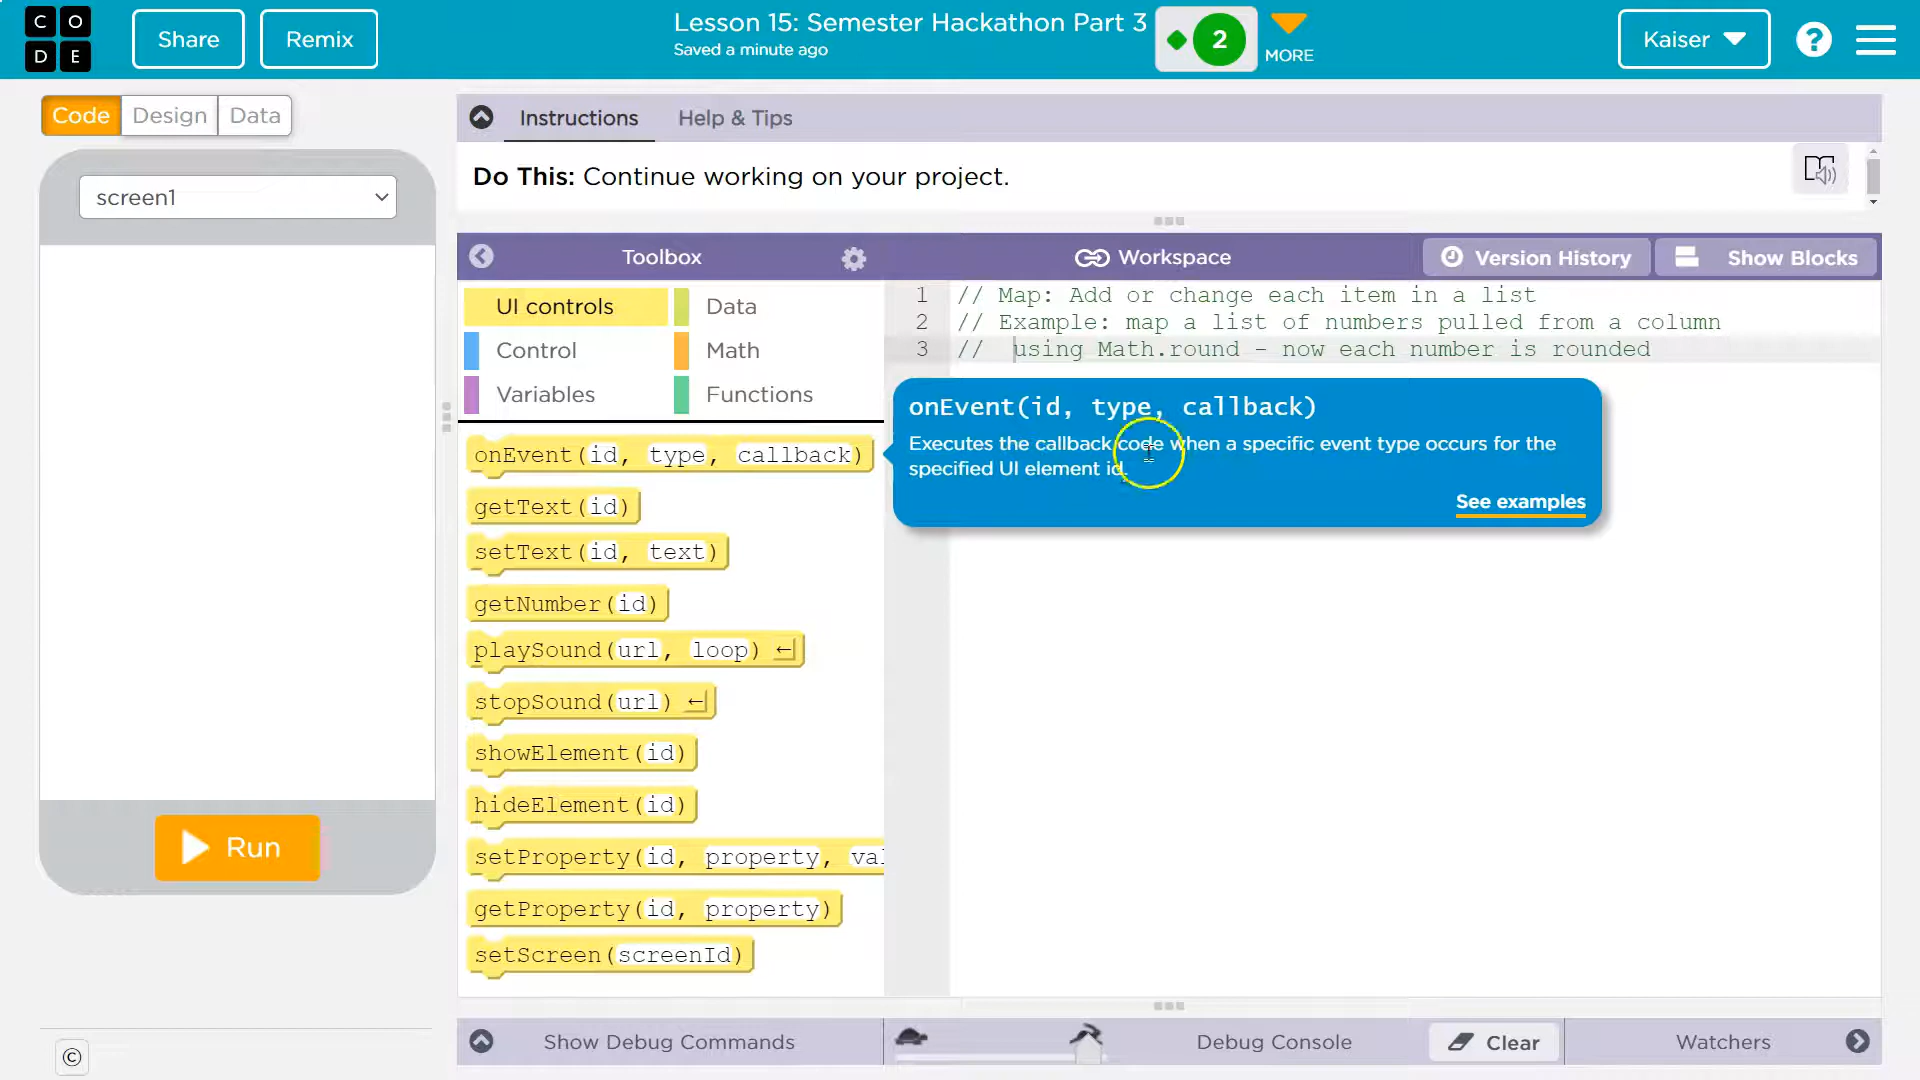 CODE
Share
Remix
Lesson 15: Semester Hackathon Part 3
Saved a minute ago
2
MORE
Kaiser
?
Code
Design
Data
Instructions
Help & Tips
Do This: Continue working on your project.
screen1
Toolbox
Workspace
Version History
Show Blocks
UI controls
Data
Control
Math
Variables
Functions
1 // Map: Add or change each item in a list
2 // Example: map a list of numbers pulled from a column
3 //  using Math.round - now each number is rounded
onEvent(id, type, callback)
Executes the callback code when a specific event type occurs for the
specified UI element id.
See examples
onEvent(id, type, callback)
getText(id)
setText(id, text)
getNumber(id)
playSound(url, loop)
stopSound(url)
showElement(id)
hideElement(id)
setProperty(id, property, val
getProperty(id, property)
setScreen(screenId)
Run
©
Show Debug Commands
Debug Console
Clear
Watchers